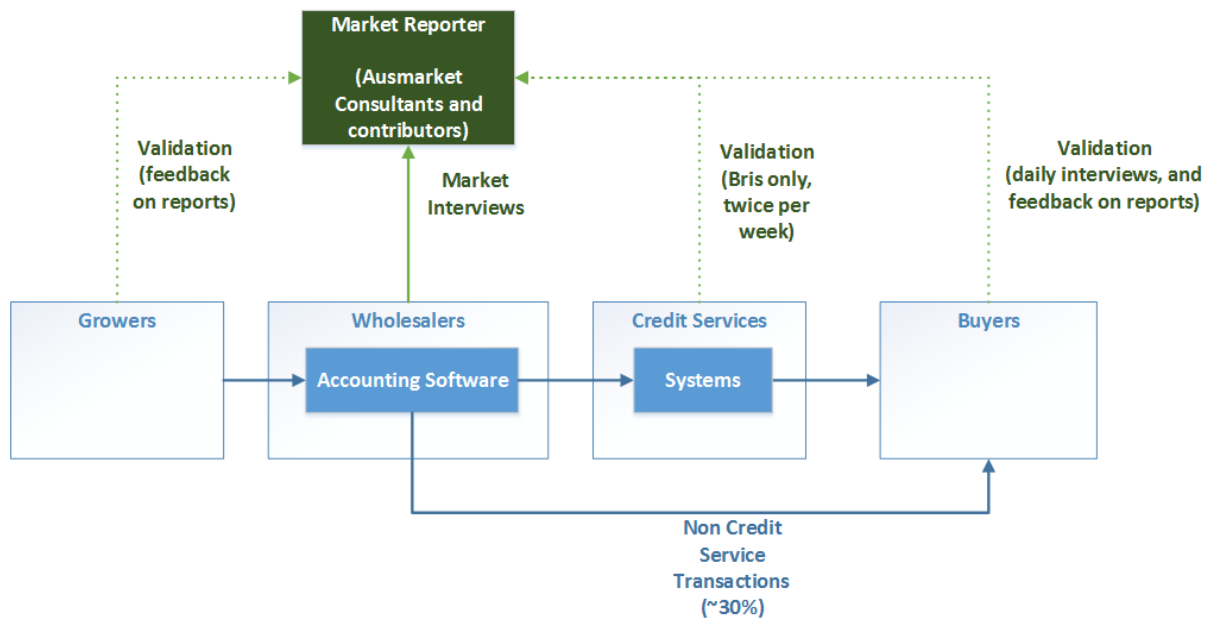 Market Reporter
(Ausmarket
Consultants and
contributors)
Validation
(feedback
on reports)
Market
Interviews
Validation
(Bris only,
twice per
week)
Validation
(daily interviews, and
feedback on reports)
Growers
Wholesalers
Credit Services
Buyers
Accounting Software
Systems
Non Credit
Service
Transactions
(~30%)